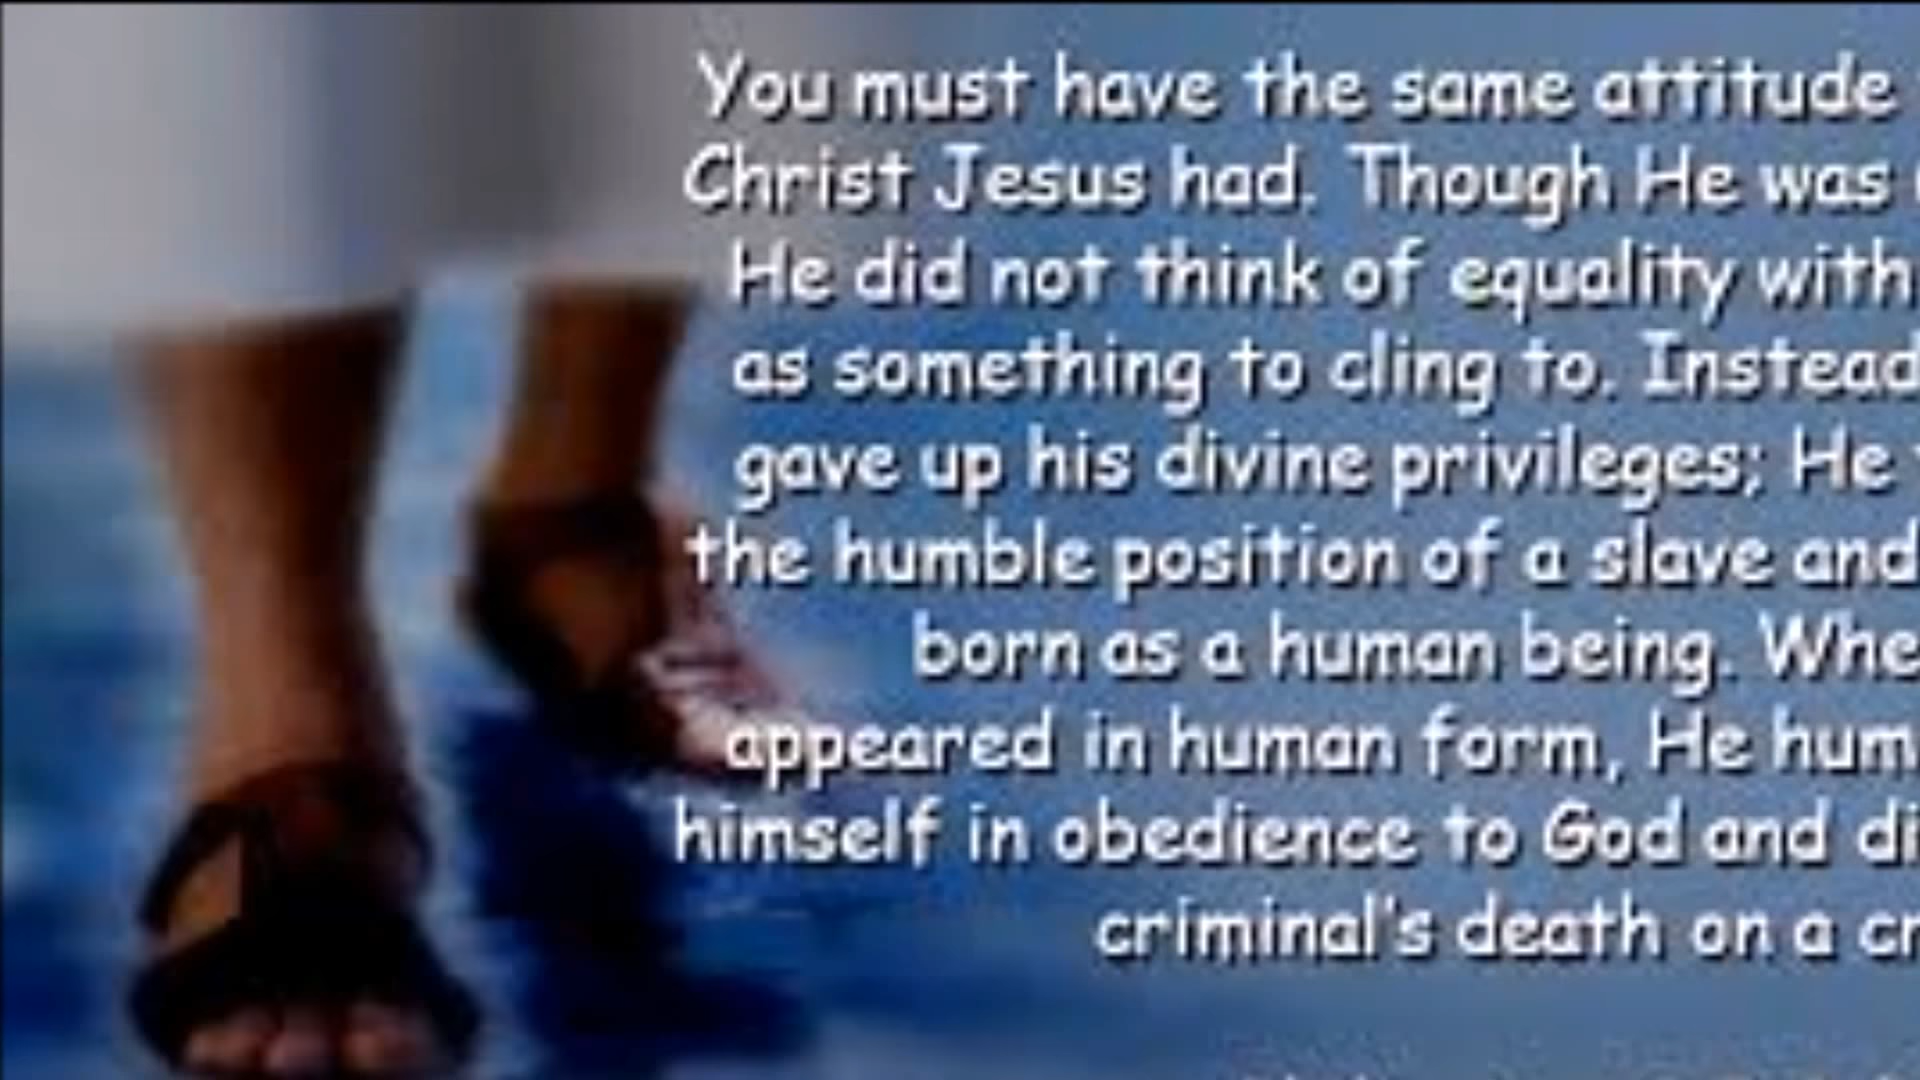 You must have the same attitude
Christ Jesus had. Though He was
He did not think of equality with
as something to cling to. Instead
gave up his divine privileges; He
the humble position of a slave and
born as a human being. Whe
appeared in human form, He hum
himself in obedience to God and di
criminal's death on a cr